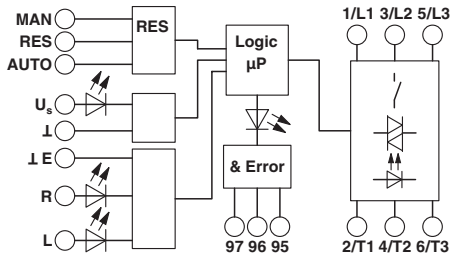 MAN
RES
AUTO
RES
Us
⊥
⊥ E
R
L
Logic
µP
& Error
97 96 95
1/L1 3/L2 5/L3
2/T1 4/T2 6/T3